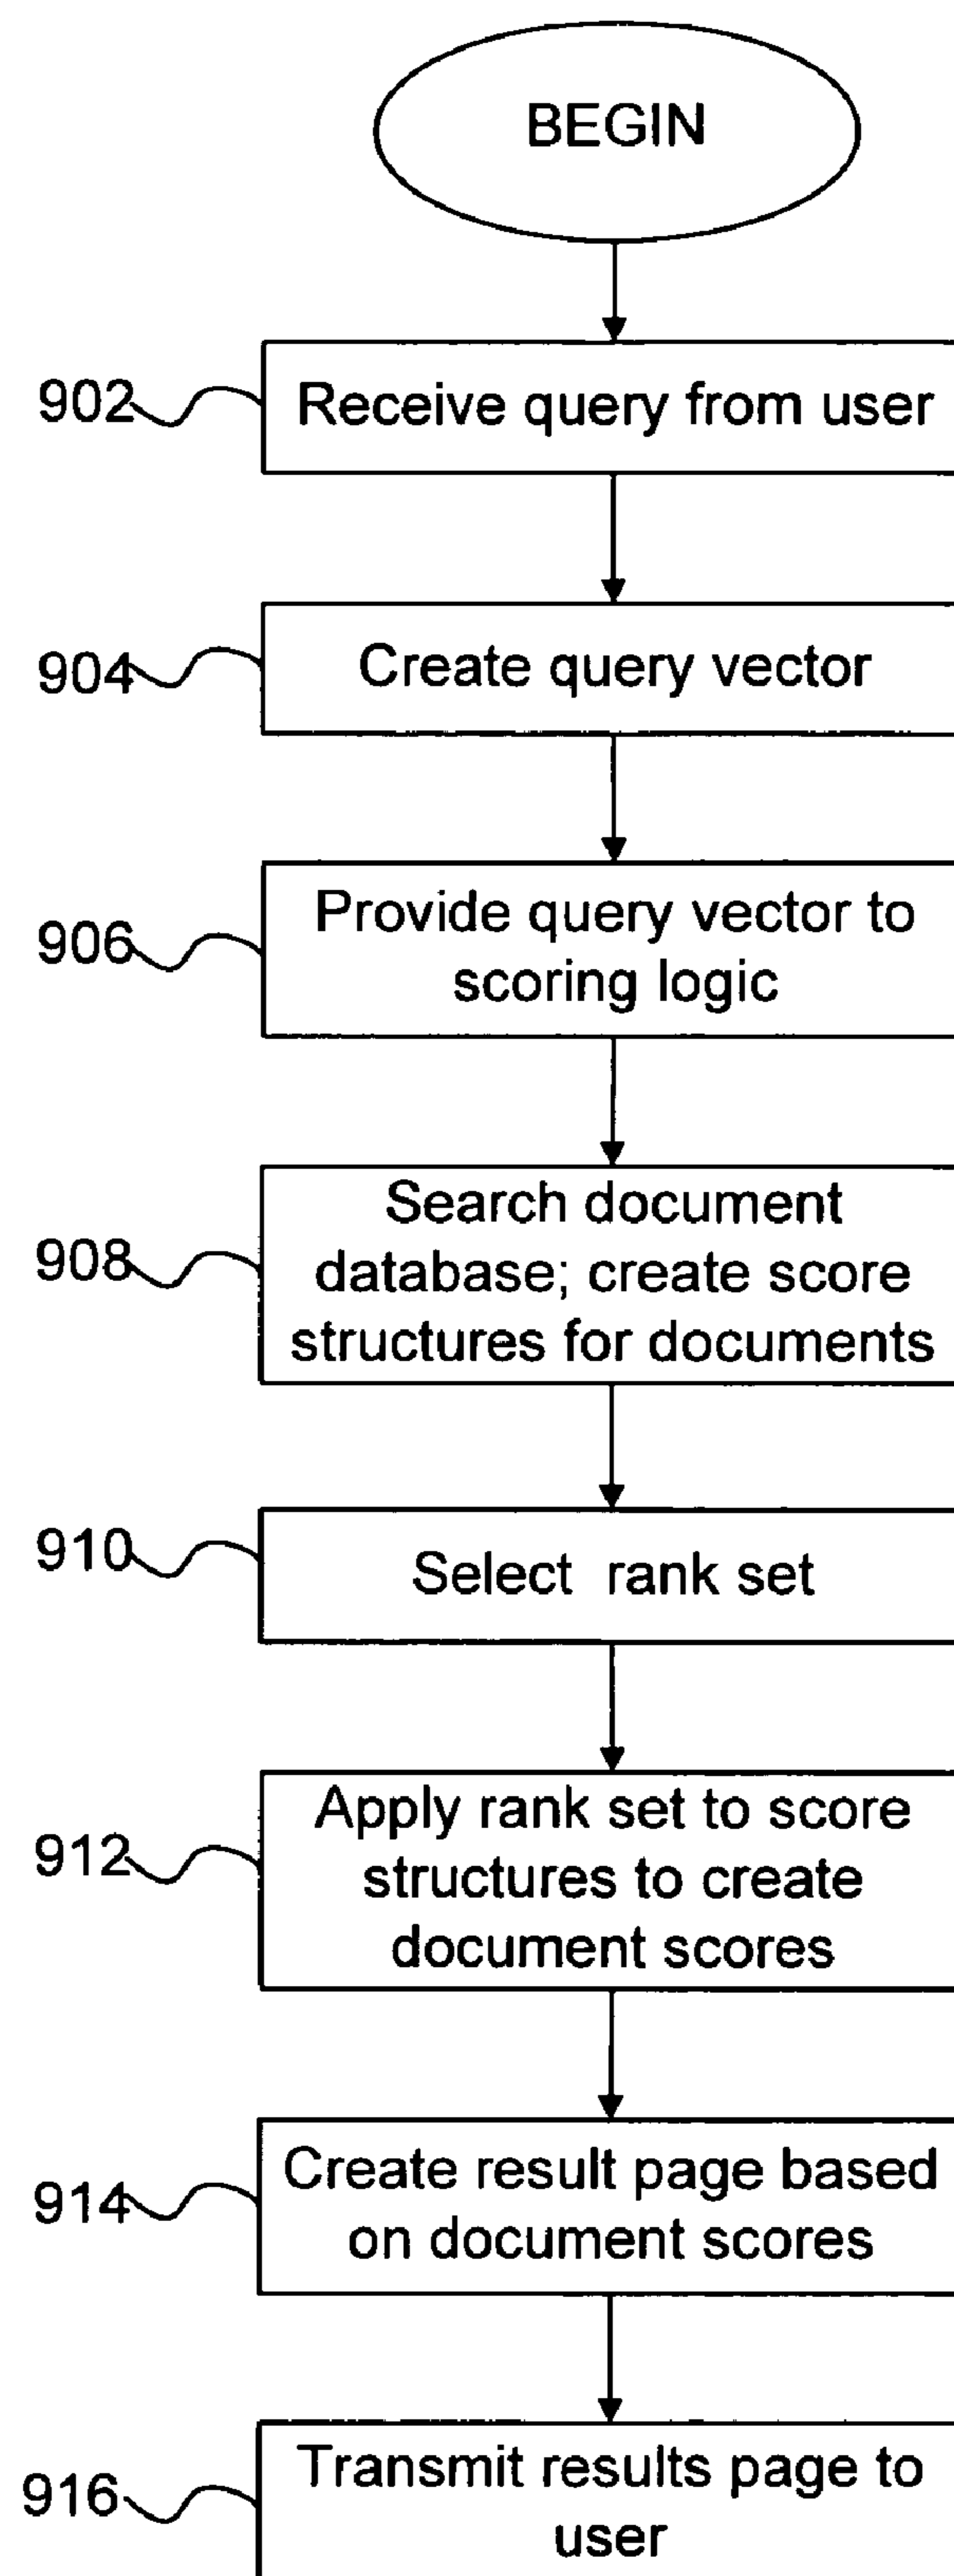 BEGIN
902
Receive query from user
904
Create query vector
906
Provide query vector to
scoring logic
908
Search document
database; create score
structures for documents
910
Select rank set
912
Apply rank set to score
structures to create
document scores
914
Create result page based
on document scores
916
Transmit results page to
user